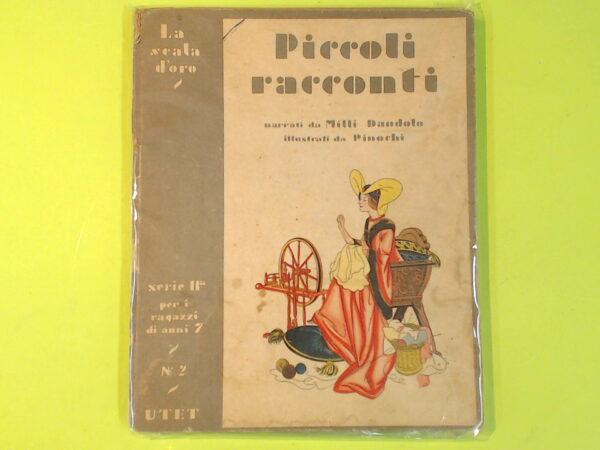 La
scala
d'oro
Piccoli
racconti
narrati da Milli Dandolo
illustrati da Pinochi
serie IIa
per i
ragazzi
di anni 7
N. 2
UTET